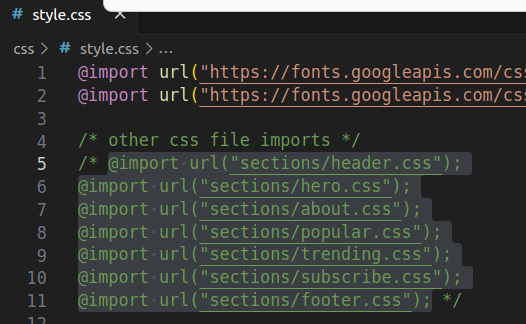 # style.css ×
css > # style.css > ...
1 @import url("https://fonts.googleapis.com/css
2 @import url("https://fonts.googleapis.com/css
3
4 /* other css file imports */
5 /* @import url("sections/header.css");
6 @import url("sections/hero.css");
7 @import url("sections/about.css");
8 @import url("sections/popular.css");
9 @import url("sections/trending.css");
10 @import url("sections/subscribe.css");
11 @import url("sections/footer.css"); */
12